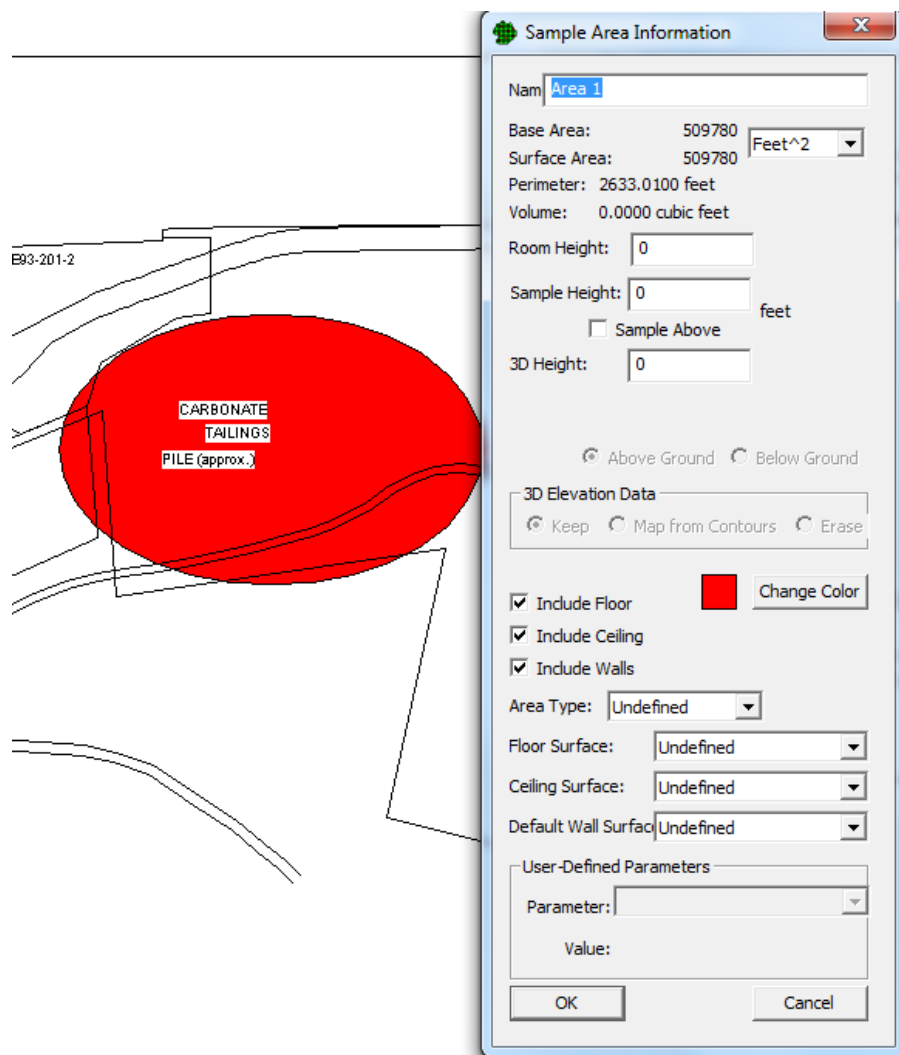 Sample Area Information
Nam Area 1
Base Area: 509780
Feet^2
Surface Area: 509780
Perimeter: 2633.0100 feet
Volume: 0.0000 cubic feet
Room Height: 0
Sample Height: 0
feet
Sample Above
3D Height: 0
Above Ground Below Ground
3D Elevation Data
Keep Map from Contours Erase
Change Color
Include Floor
Include Ceiling
Include Walls
Area Type: Undefined
Floor Surface: Undefined
Ceiling Surface: Undefined
Default Wall Surfac Undefined
User-Defined Parameters
Parameter:
Value:
OK Cancel
E93-201-2
CARBONATE
TAILINGS
PILE (approx.)